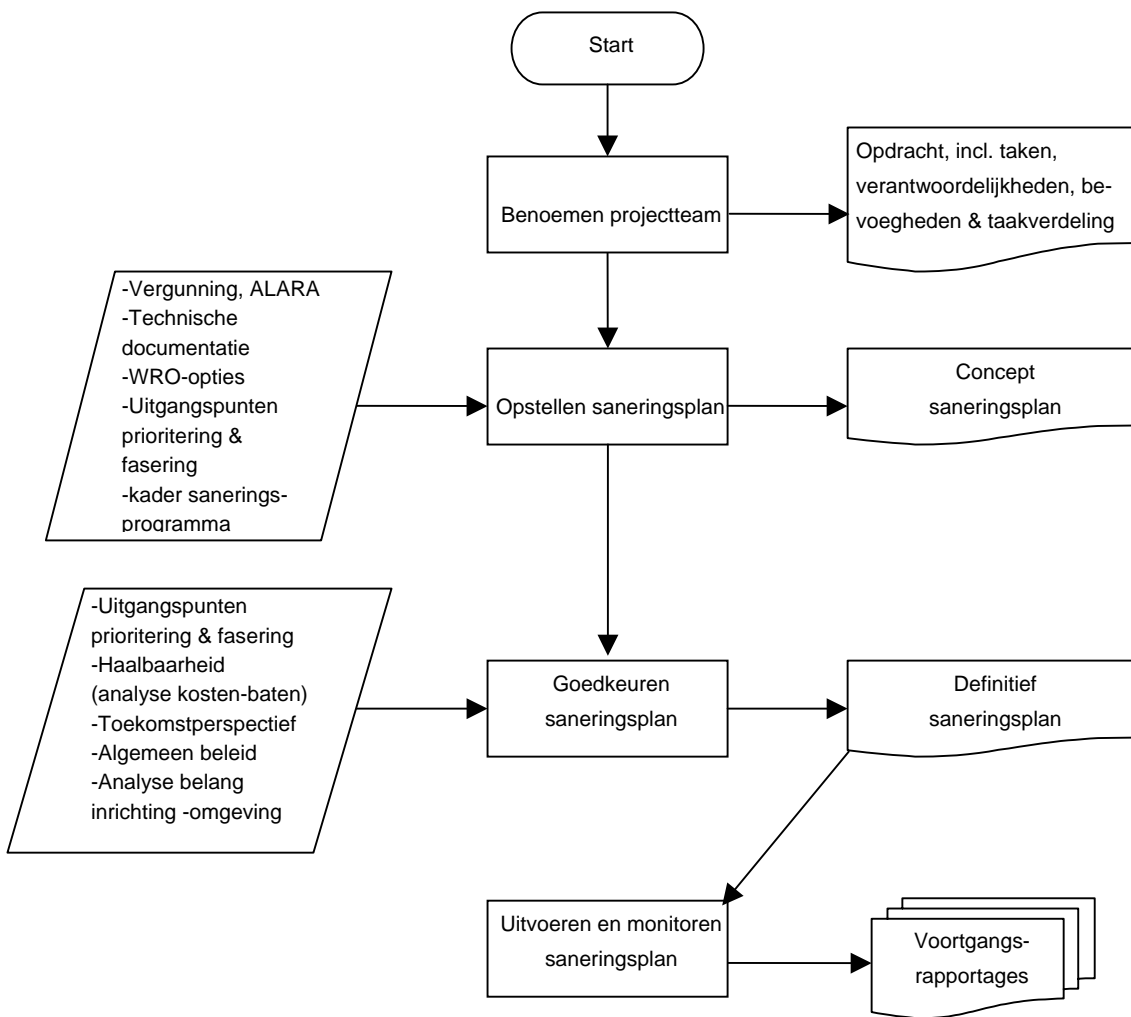 Start
Benoemen projectteam
Opdracht, incl. taken,
verantwoordelijkheden, be-
voegheden & taakverdeling
-Vergunning, ALARA
-Technische
documentatie
-WRO-opties
-Uitgangspunten
prioritering &
fasering
-kader sanerings-
programma
Opstellen saneringsplan
Concept
saneringsplan
-Uitgangspunten
prioritering & fasering
-Haalbaarheid
(analyse kosten-baten)
-Toekomstperspectief
-Algemeen beleid
-Analyse belang
inrichting -omgeving
Goedkeuren
saneringsplan
Definitief
saneringsplan
Uitvoeren en monitoren
saneringsplan
Voortgangs-
rapportages